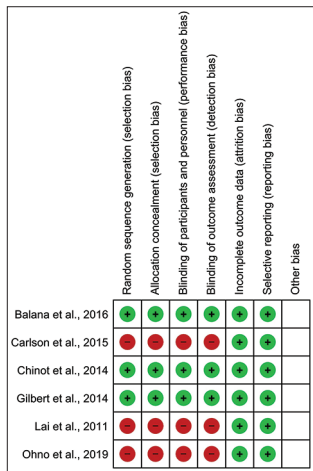 Random sequence generation (selection bias)
Allocation concealment (selection bias)
Blinding of participants and personnel (performance bias)
Blinding of outcome assessment (detection bias)
Incomplete outcome data (attrition bias)
Selective reporting (reporting bias)
Other bias
Balana et al., 2016 + + + + + +
Carlson et al., 2015 - - - - + +
Chinot et al., 2014 + + + + + +
Gilbert et al., 2014 + + + + + +
Lai et al., 2011 - - - - + +
Ohno et al., 2019 - - - - + +